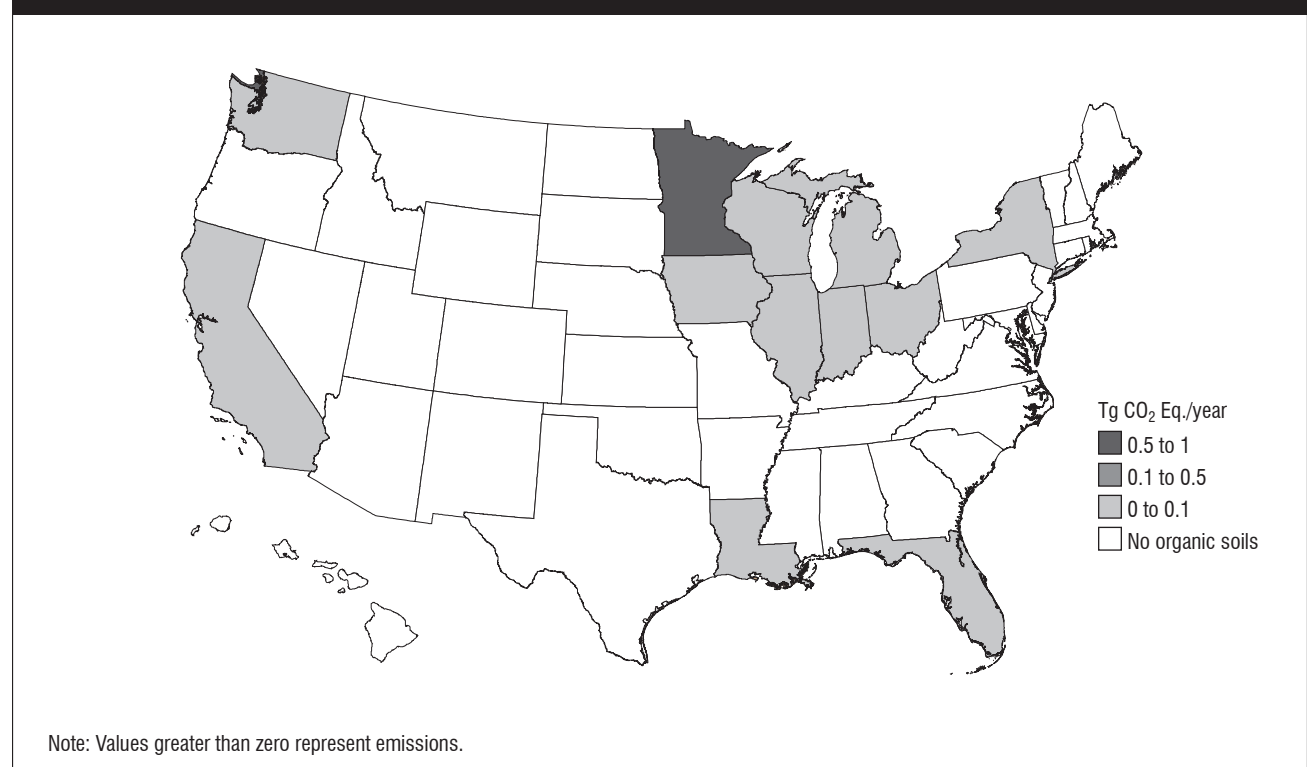 Tg CO₂ Eq./year
0.5 to 1
0.1 to 0.5
0 to 0.1
No organic soils
Note: Values greater than zero represent emissions.